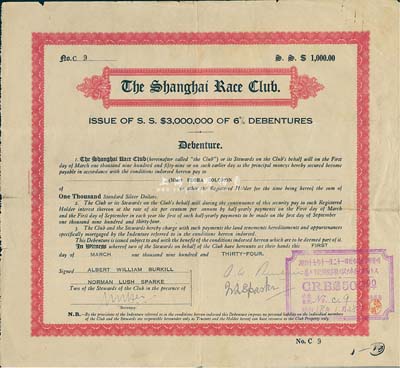 No. C 9
S. S. $ 1,000.00
The Shanghai Race Club.
ISSUE OF S. S. $3,000,000 OF 6% DEBENTURES
Debenture.
1. The Shanghai Race Club (hereinafter called "the Club") or its Stewards on the Club's behalf will on the First
day of March one thousand nine hundred and fifty-nine or on such earlier day as the principal moneys hereby secured become
payable in accordance with the conditions indorsed hereon pay to
(Mrs) FLORA SOLOMON
of or other the Registered Holder for the time being hereof the sum of
One Thousand Standard Silver Dollars.
2. The Club or its Stewards on the Club's behalf will during the continuance of this security pay to such Registered
Holder interest thereon at the rate of six per centum per annum by half-yearly payments on the First day of March
and the First day of September in each year the first of such half-yearly payments to be made on the first day of September
one thousand nine hundred and thirty-four.
3. The Club and the Stewards hereby charge with such payments the land tenements hereditaments and appurtenances
specifically mortgaged by the Indenture referred to in the conditions hereon indorsed.
This Debenture is issued subject to and with the benefit of the conditions indorsed hereon which are to be deemed part of it.
In Witness whereof two of the Stewards on behalf of the Club have hereunto set their hands this FIRST
day of MARCH one thousand nine hundred and THIRTY-FOUR.
Signed ALBERT WILLIAM BURKILL
NORMAN LUSH SPARKE
Two of the Stewards of the Club in the presence of
Secretary
CRB$50
No. C 9